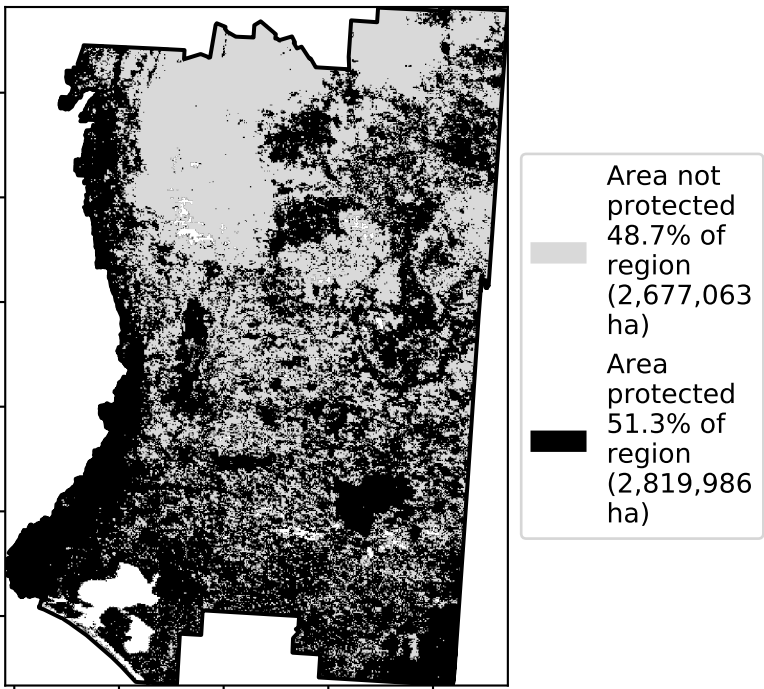 Area not
protected
48.7% of
region
(2,677,063
ha)
Area
protected
51.3% of
region
(2,819,986
ha)